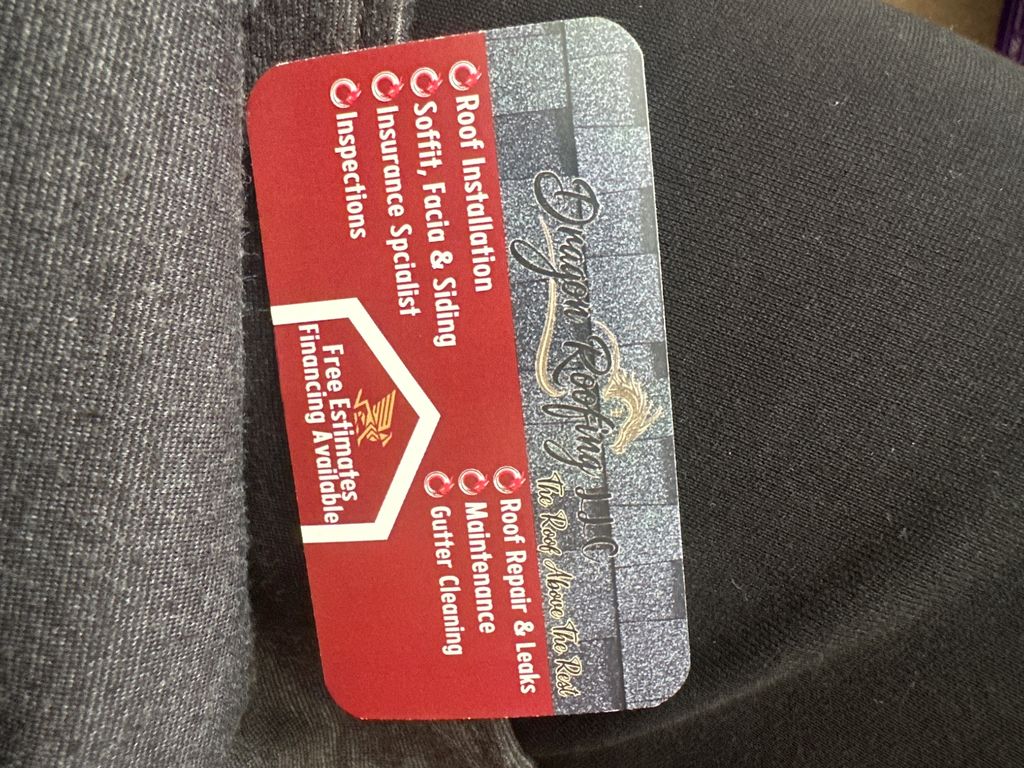 Dragon Roofing LLC
The Roof Above The Rest
Roof Installation
Soffit, Facia & Siding
Insurance Spcialist
Inspections
Roof Repair & Leaks
Maintenance
Gutter Cleaning
Free Estimates
Financing Available